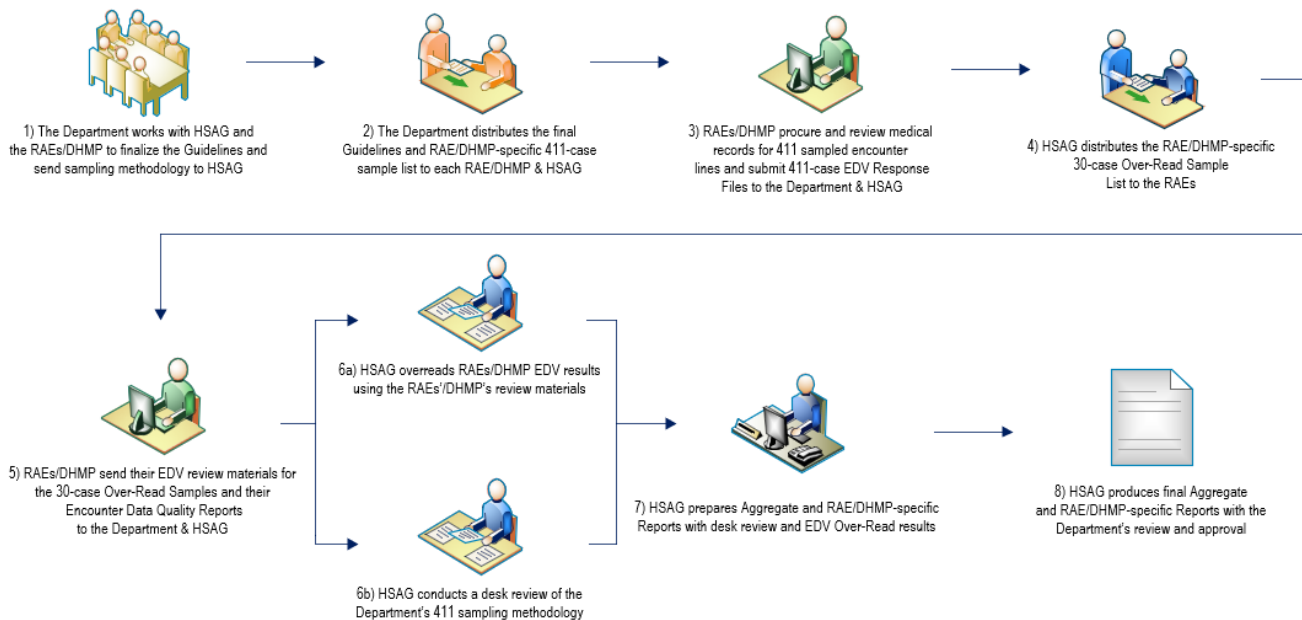 1) The Department works with HSAG and
the RAEs/DHMP to finalize the Guidelines and
send sampling methodology to HSAG
2) The Department distributes the final
Guidelines and RAE/DHMP-specific 411-case
sample list to each RAE/DHMP & HSAG
3) RAEs/DHMP procure and review medical
records for 411 sampled encounter
lines and submit 411-case EDV Response
Files to the Department & HSAG
4) HSAG distributes the RAE/DHMP-specific
30-case Over-Read Sample
List to the RAEs
5) RAEs/DHMP send their EDV review materials for
the 30-case Over-Read Samples and their
Encounter Data Quality Reports
to the Department & HSAG
6a) HSAG overreads RAEs/DHMP EDV results
using the RAEs'/DHMP's review materials
6b) HSAG conducts a desk review of the
Department's 411 sampling methodology
7) HSAG prepares Aggregate and RAE/DHMP-specific
Reports with desk review and EDV Over-Read results
8) HSAG produces final Aggregate
and RAE/DHMP-specific Reports with the
Department's review and approval